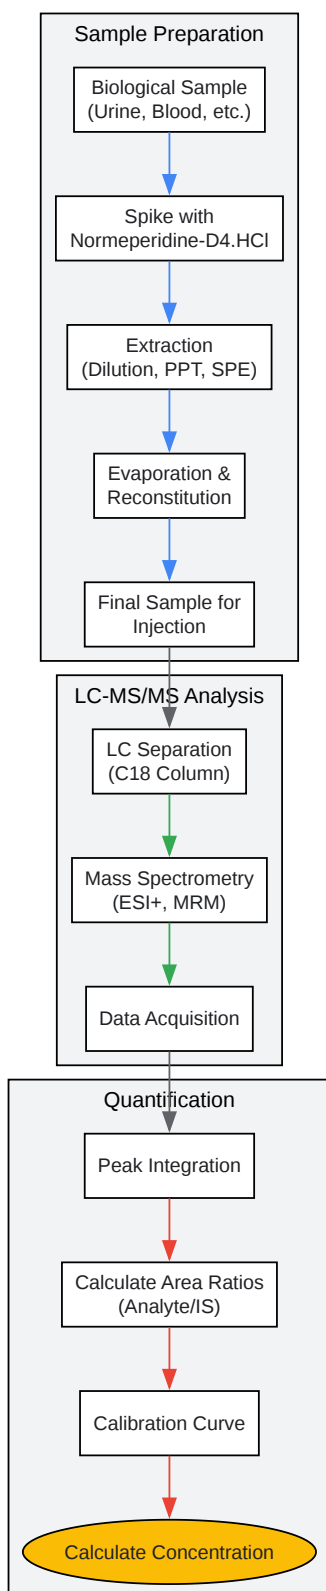 Sample Preparation
Biological Sample
(Urine, Blood, etc.)
Spike with
Normeperidine-D4.HCl
Extraction
(Dilution, PPT, SPE)
Evaporation &
Reconstitution
Final Sample for
Injection
LC-MS/MS Analysis
LC Separation
(C18 Column)
Mass Spectrometry
(ESI+, MRM)
Data Acquisition
Quantification
Peak Integration
Calculate Area Ratios
(Analyte/IS)
Calibration Curve
Calculate Concentration